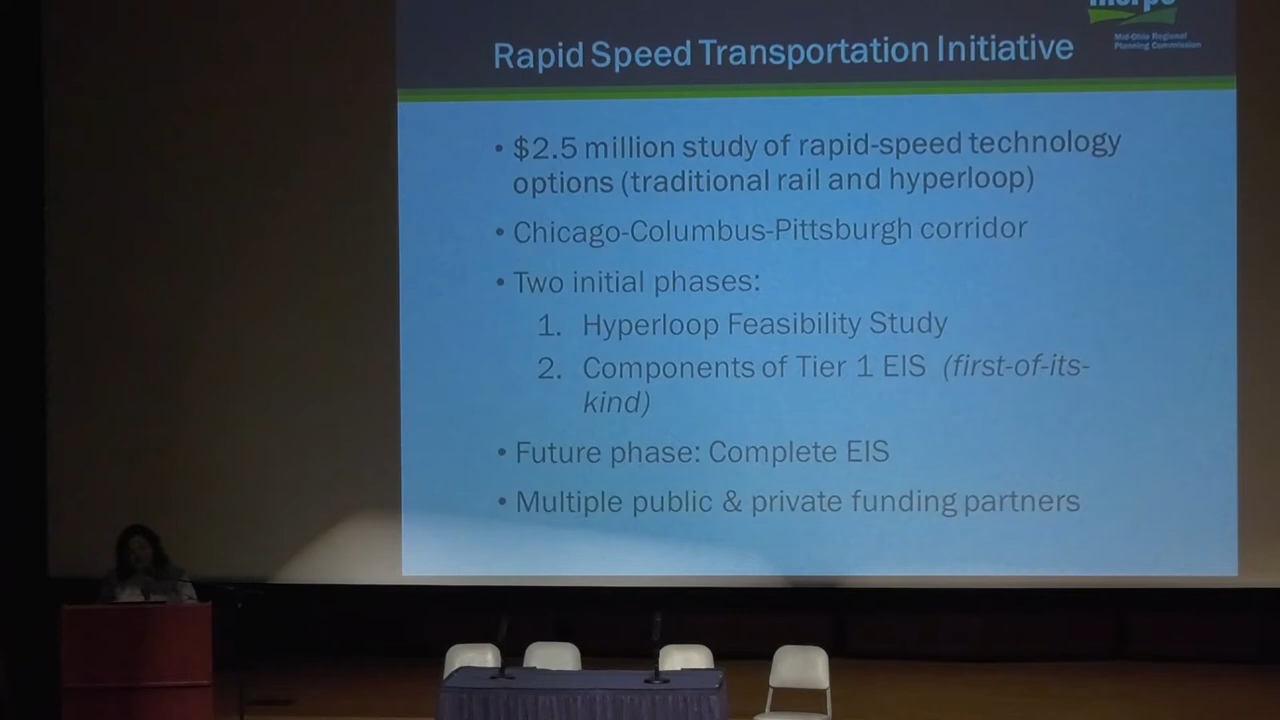 Mid-Ohio Regional
Planning Commission
Rapid Speed Transportation Initiative
• $2.5 million study of rapid-speed technology
options (traditional rail and hyperloop)
• Chicago-Columbus-Pittsburgh corridor
• Two initial phases:
1. Hyperloop Feasibility Study
2. Components of Tier 1 EIS (first-of-its-
kind)
• Future phase: Complete EIS
• Multiple public & private funding partners